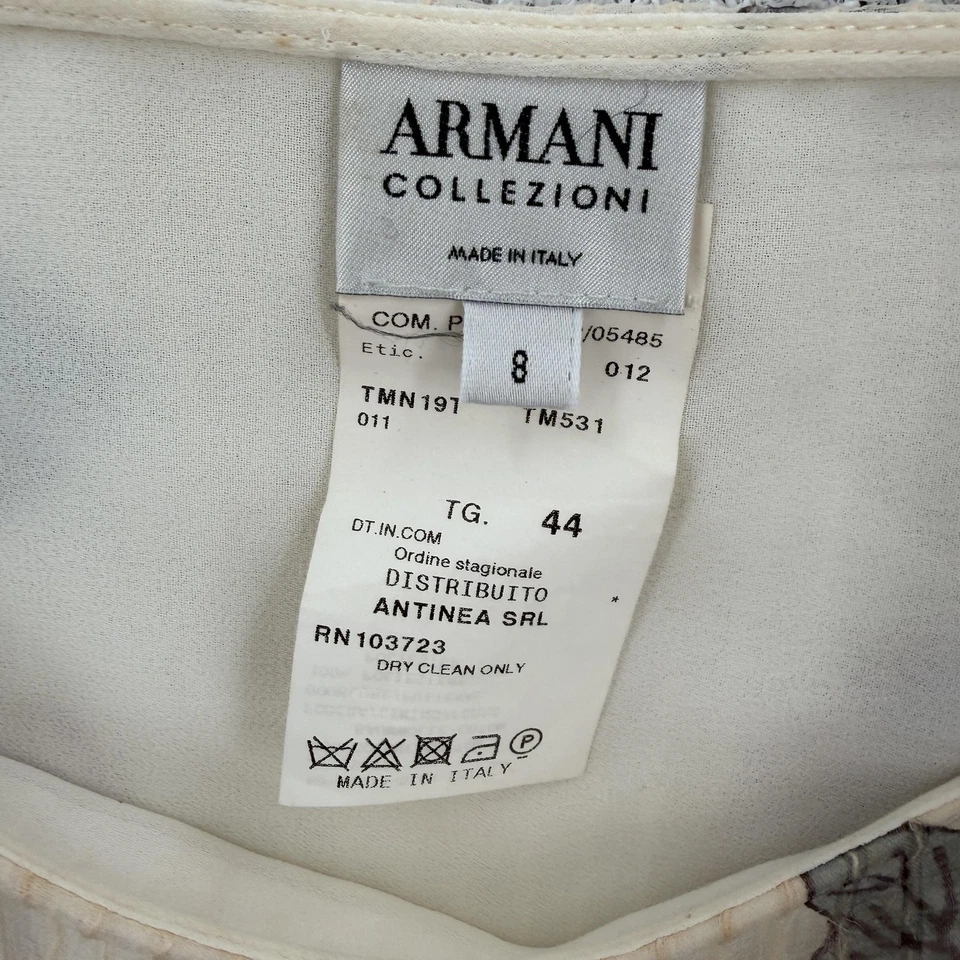 ARMANI
COLLEZIONI
MADE IN ITALY
COM. /05485
Etic. 8 012
TMN191 TM531
011
TG. 44
DT.IN.COM
Ordine stagionale
DISTRIBUITO *
ANTINEA SRL
RN103723
DRY CLEAN ONLY
P
MADE IN ITALY